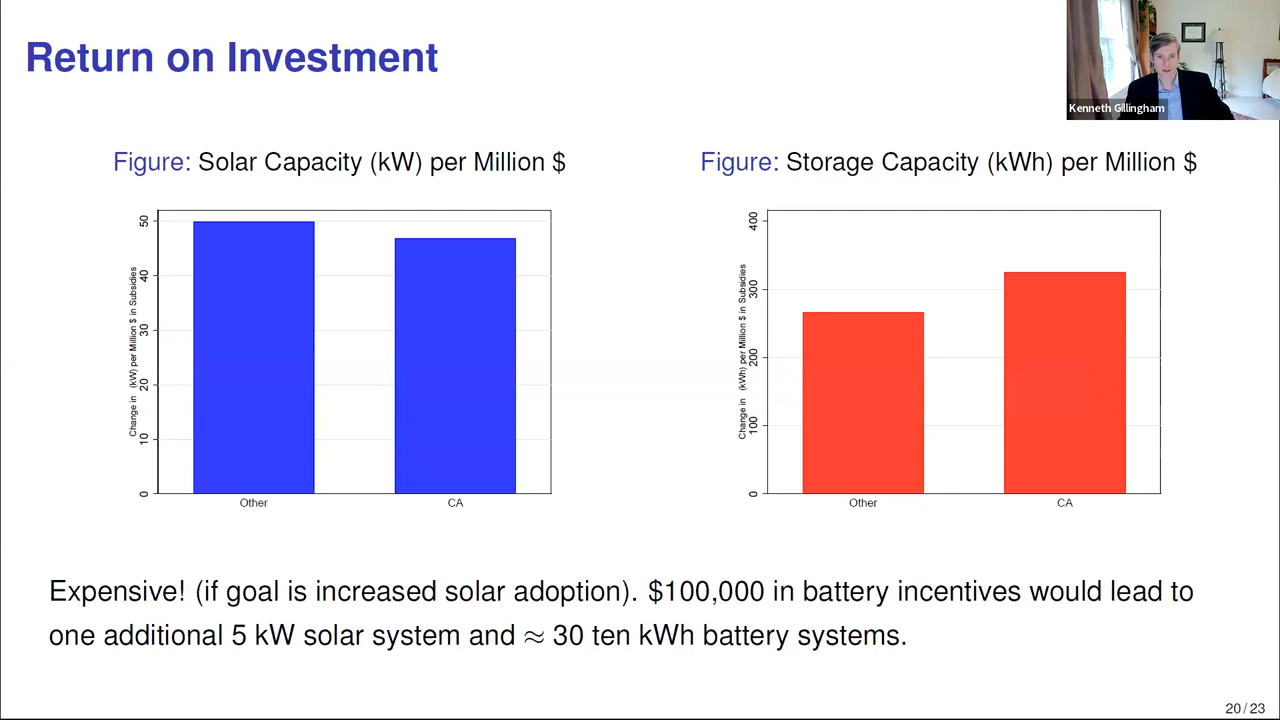 Return on Investment
Kenneth Gillingham
Figure: Solar Capacity (kW) per Million $
Change in (kW) per Million $ in Subsidies
50
40
30
20
10
0
Other
CA
Figure: Storage Capacity (kWh) per Million $
Change in (kWh) per Million $ in Subsidies
400
300
200
100
0
Other
CA
Expensive! (if goal is increased solar adoption). $100,000 in battery incentives would lead to
one additional 5 kW solar system and ≈ 30 ten kWh battery systems.
20 / 23